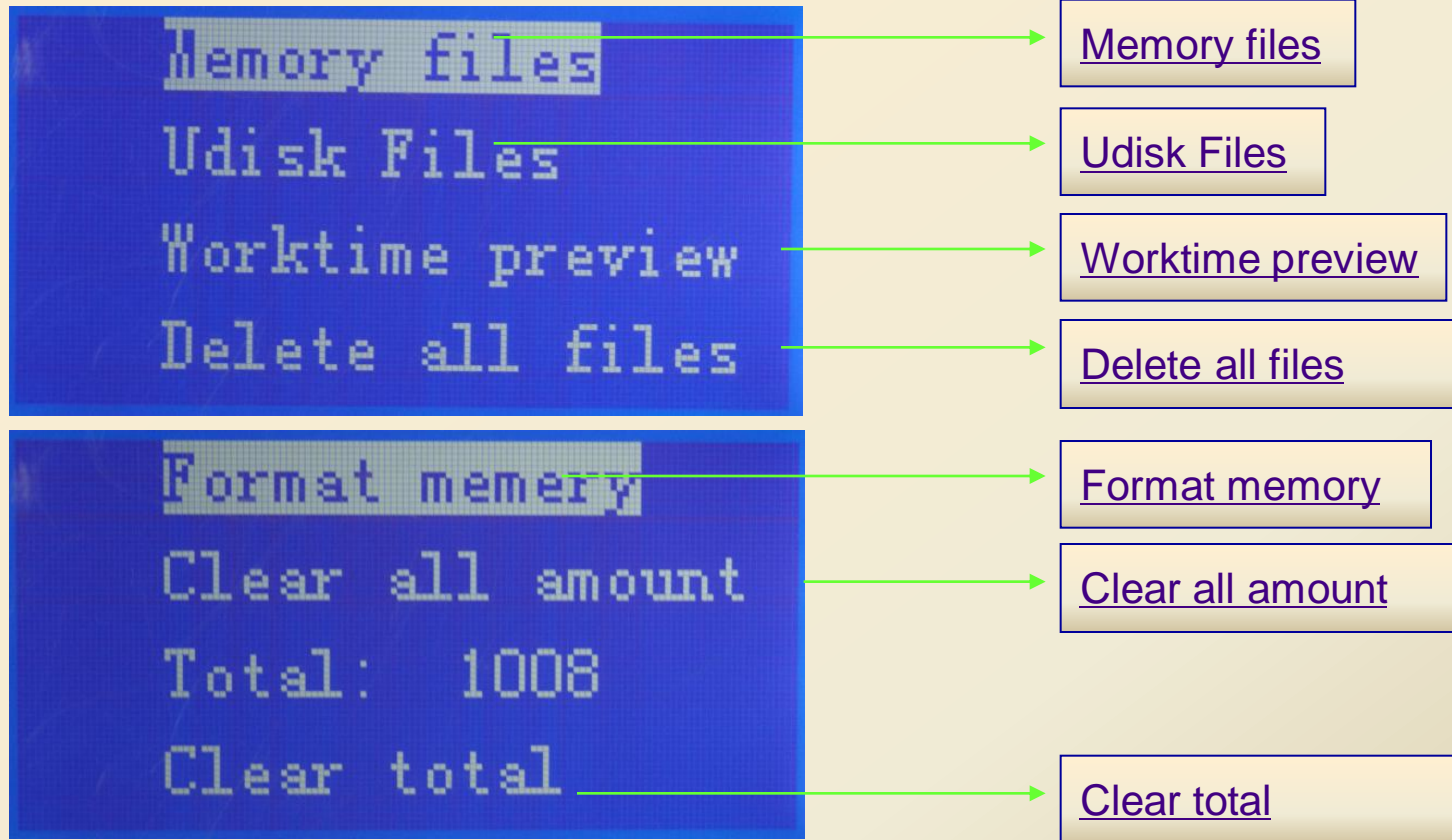 Memory files
Memory files
Udisk Files
Udisk Files
Worktime preview
Worktime preview
Delete all files
Delete all files
Format memery
Format memory
Clear all amount
Clear all amount
Total: 1008
Clear total
Clear total